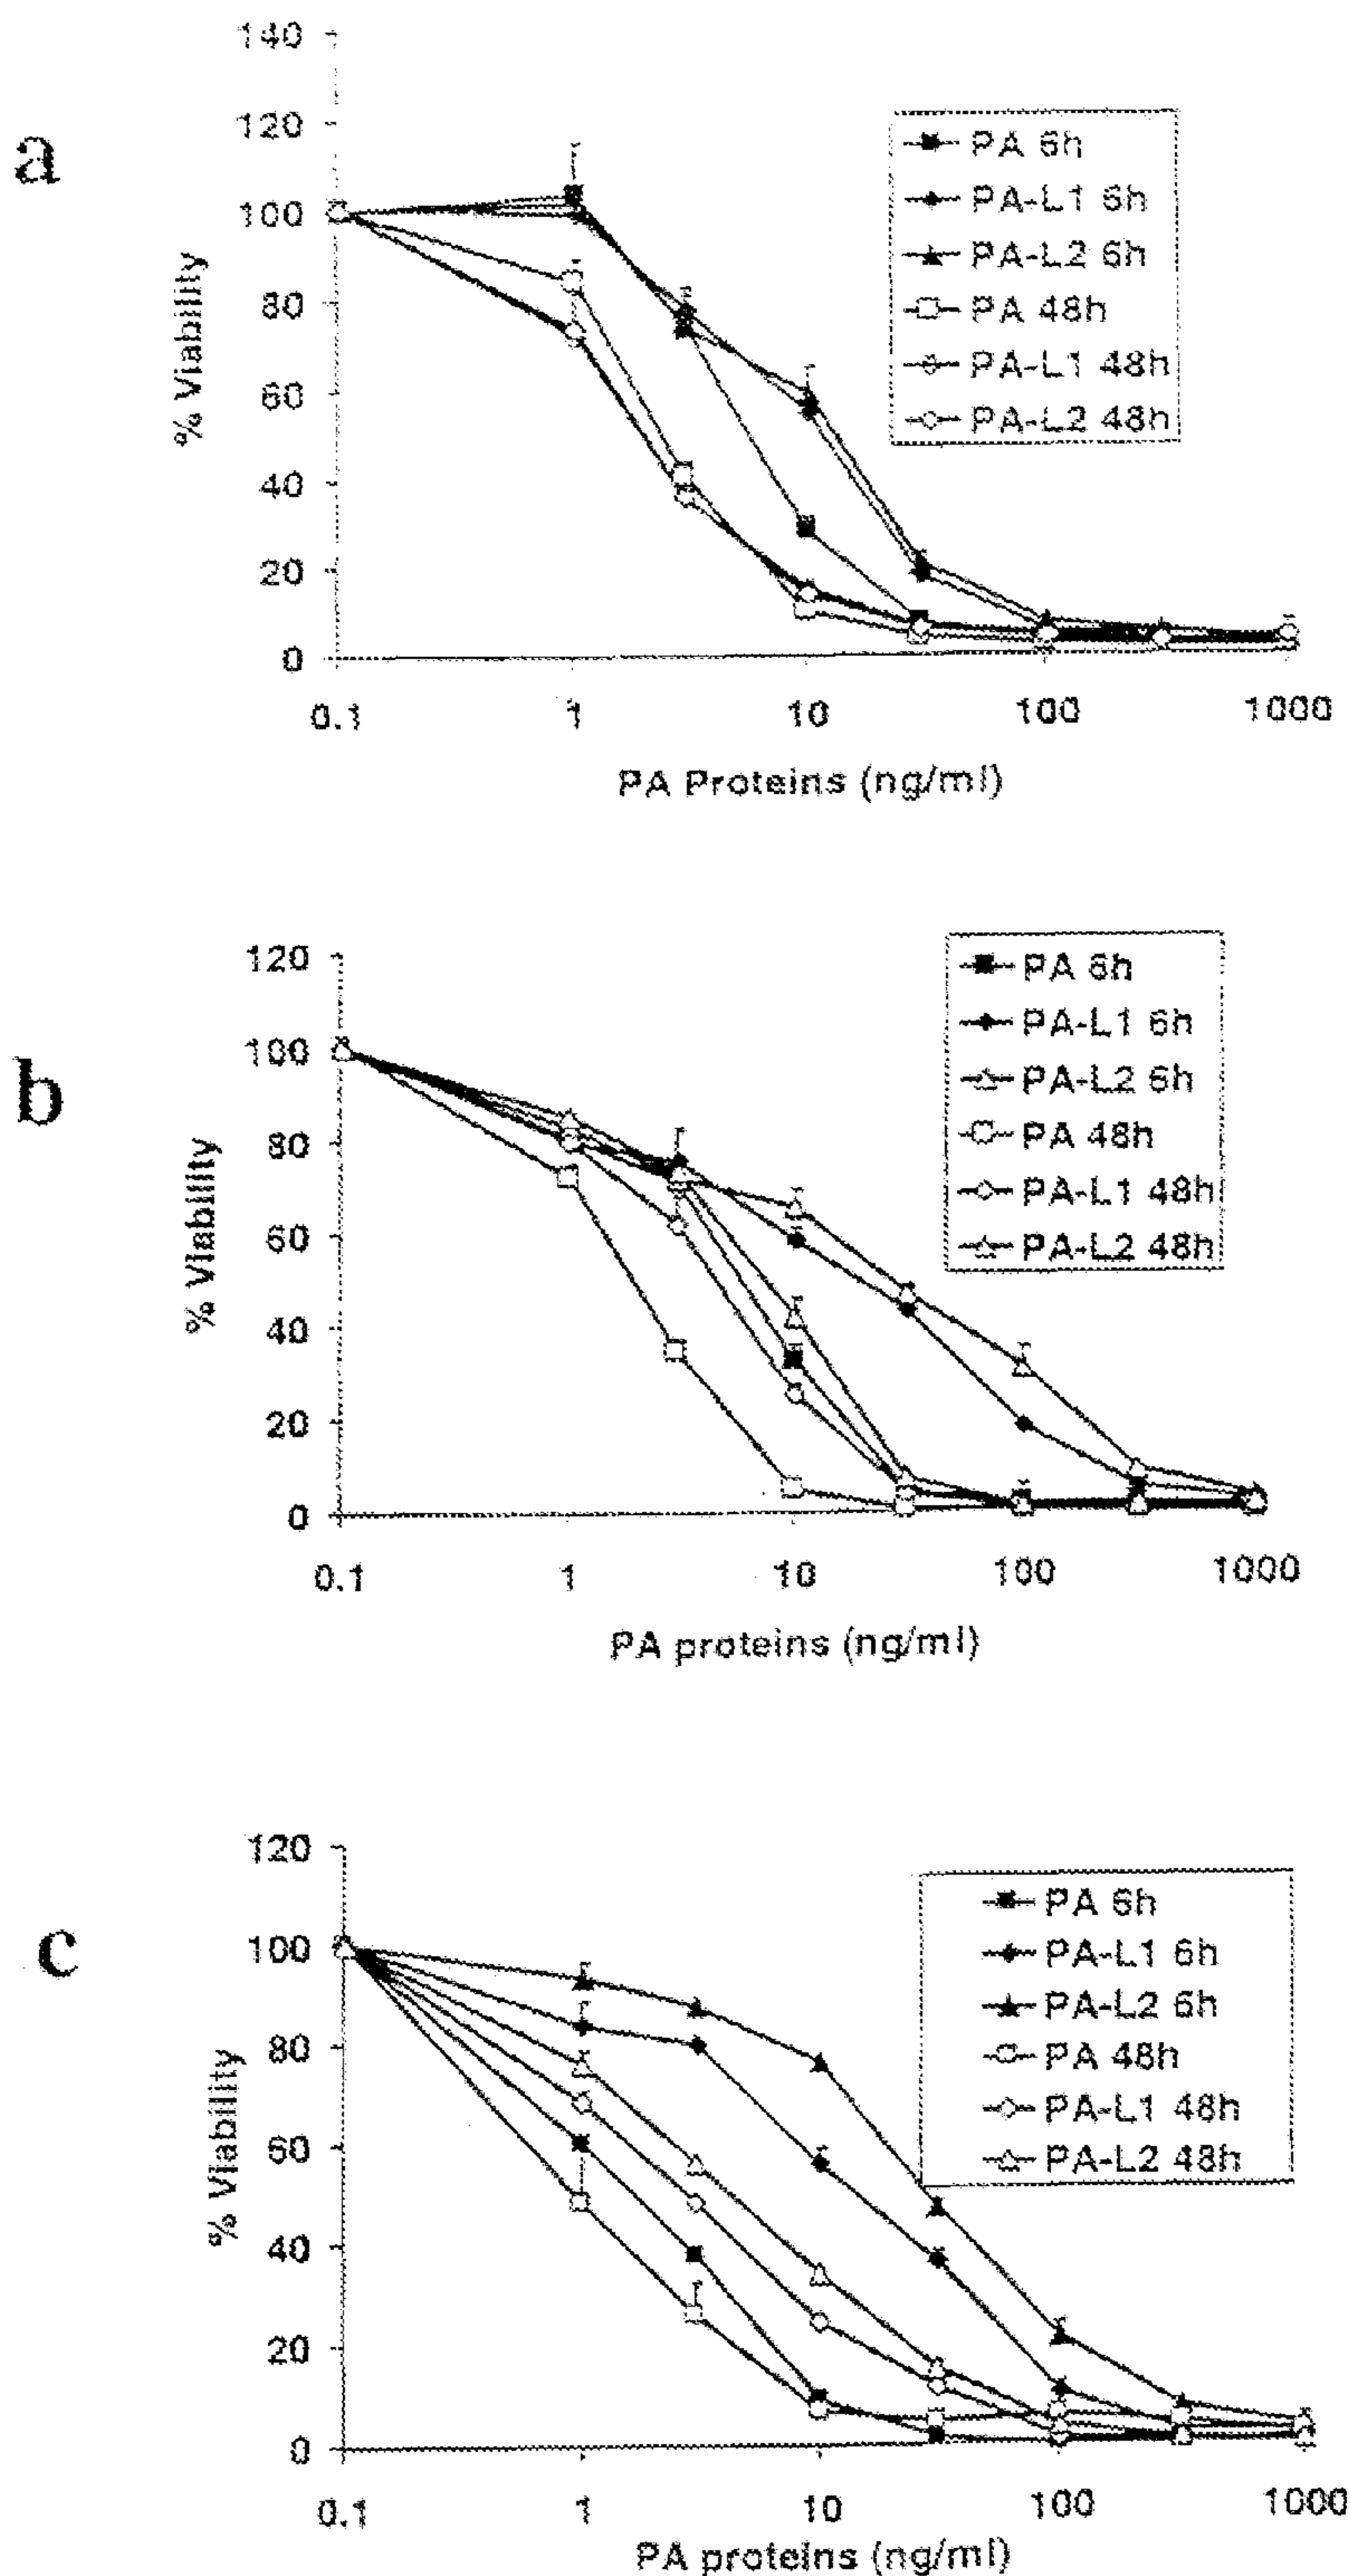 a
140
120
100
80
60
40
20
0
% Viability
0.1 1 10 100 1000
PA Proteins (ng/ml)
PA 6h
PA-L1 6h
PA-L2 6h
PA 48h
PA-L1 48h
PA-L2 48h
b
120
100
80
60
40
20
0
% Viability
0.1 1 10 100 1000
PA proteins (ng/ml)
PA 6h
PA-L1 6h
PA-L2 6h
PA 48h
PA-L1 48h
PA-L2 48h
c
120
100
80
60
40
20
0
% Viability
0.1 1 10 100 1000
PA proteins (ng/ml)
PA 6h
PA-L1 6h
PA-L2 6h
PA 48h
PA-L1 48h
PA-L2 48h